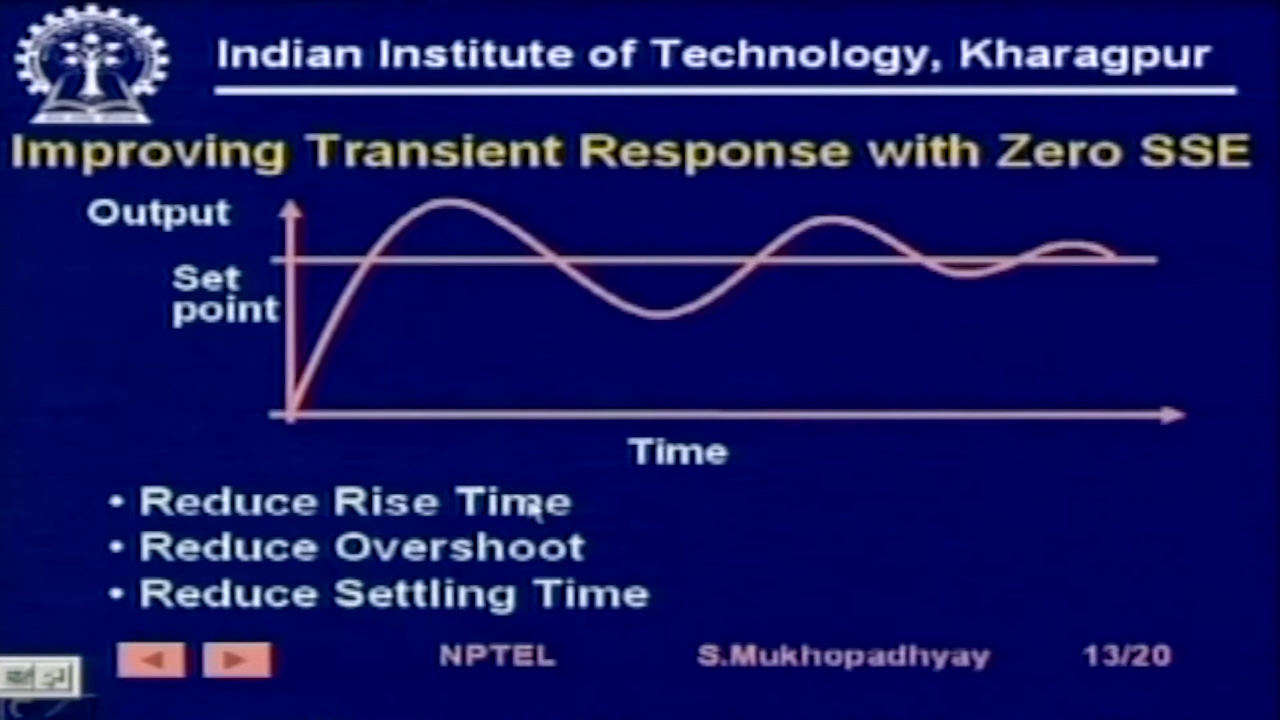 Indian Institute of Technology, Kharagpur
Improving Transient Response with Zero SSE
Output
Set
point
Time
• Reduce Rise Time
• Reduce Overshoot
• Reduce Settling Time
NPTEL S.Mukhopadhyay 13/20